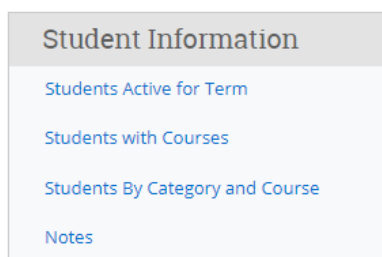 Student Information
Students Active for Term
Students with Courses
Students By Category and Course
Notes